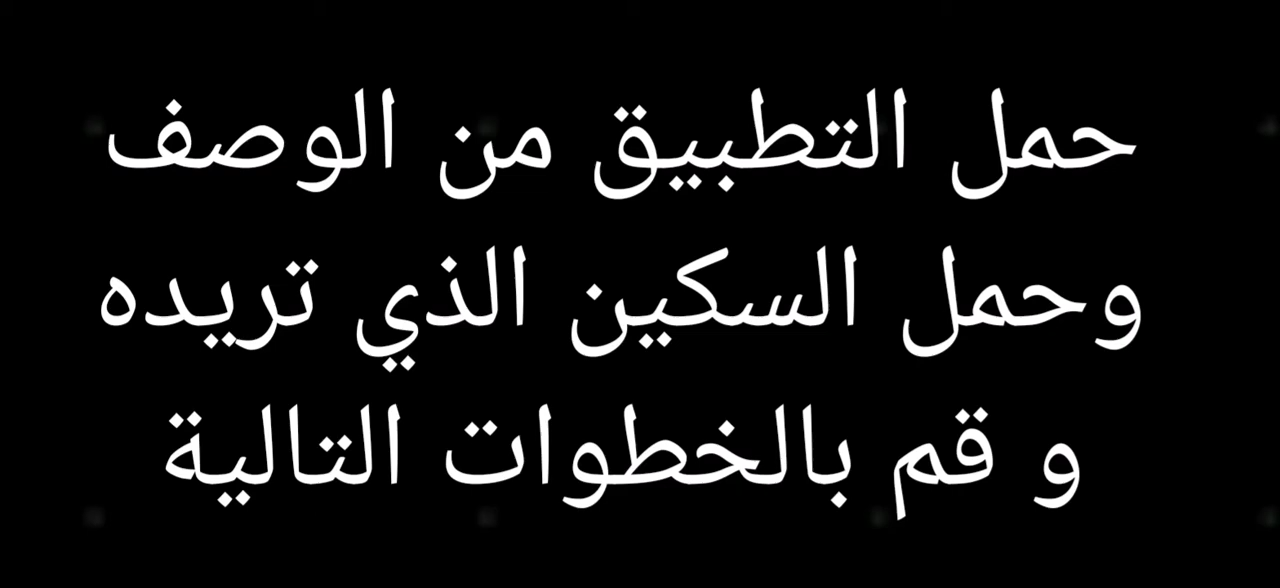 حمل التطبيق من الوصف
وحمل السكين الذي تريده
و قم بالخطوات التالية